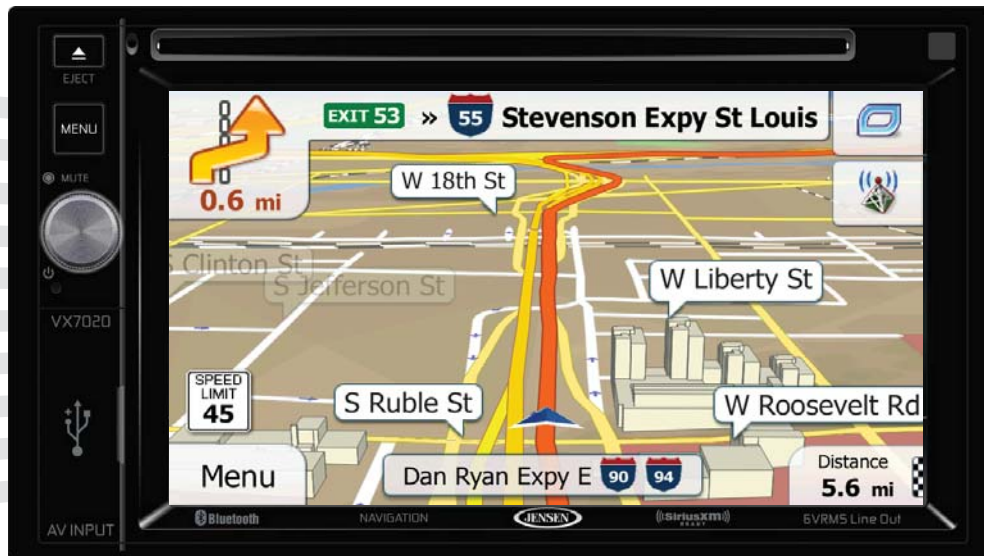 EJECT
MENU
MUTE
VX7020
AV INPUT
EXIT 53 » 55 Stevenson Expy St Louis
0.6 mi
W 18th St
S Clinton St
S Jefferson St
W Liberty St
SPEED
LIMIT
45
S Ruble St
W Roosevelt Rd
Menu
Dan Ryan Expy E 90 94
Distance
5.6 mi
Bluetooth
NAVIGATION
JENSEN
SiriusXM
READY
6VRMS Line Out